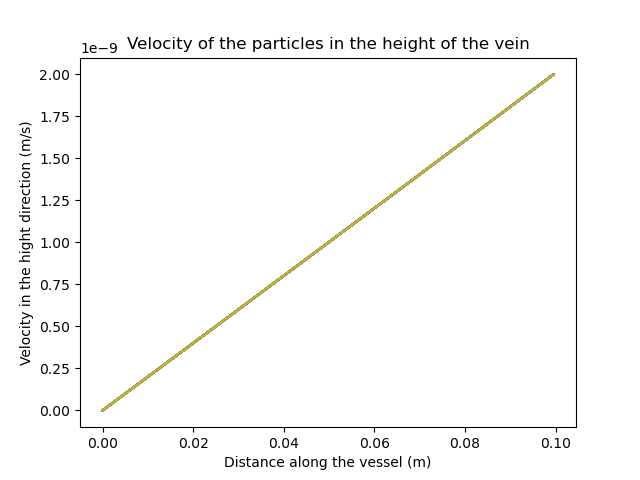 Velocity of the particles in the height of the vein
1e−9
2.00
1.75
1.50
1.25
1.00
0.75
0.50
0.25
0.00
Velocity in the hight direction (m/s)
0.00 0.02 0.04 0.06 0.08 0.10
Distance along the vessel (m)